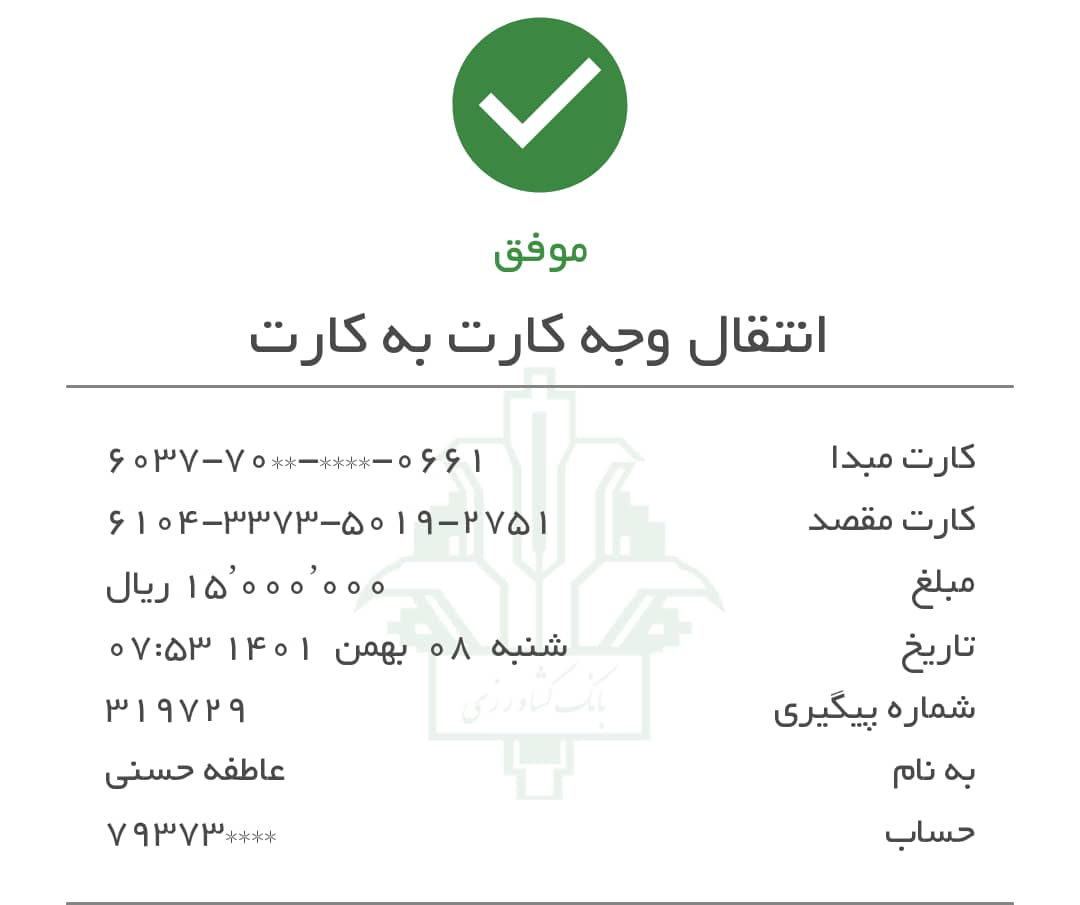 موفق
انتقال وجه کارت به کارت
کارت مبدا ۶۰۳۷-۷۰**-****-۰۶۶۱
کارت مقصد ۶۱۰۴-۳۳۷۳-۵۰۱۹-۲۷۵۱
مبلغ ۱۵٬۰۰۰٬۰۰۰ ریال
تاریخ شنبه ۰۸ بهمن ۱۴۰۱ ۰۷:۵۳
بانک کشاورزی
شماره پیگیری ۳۱۹۷۲۹
به نام عاطفه حسنی
حساب ۷۹۳۷۳****